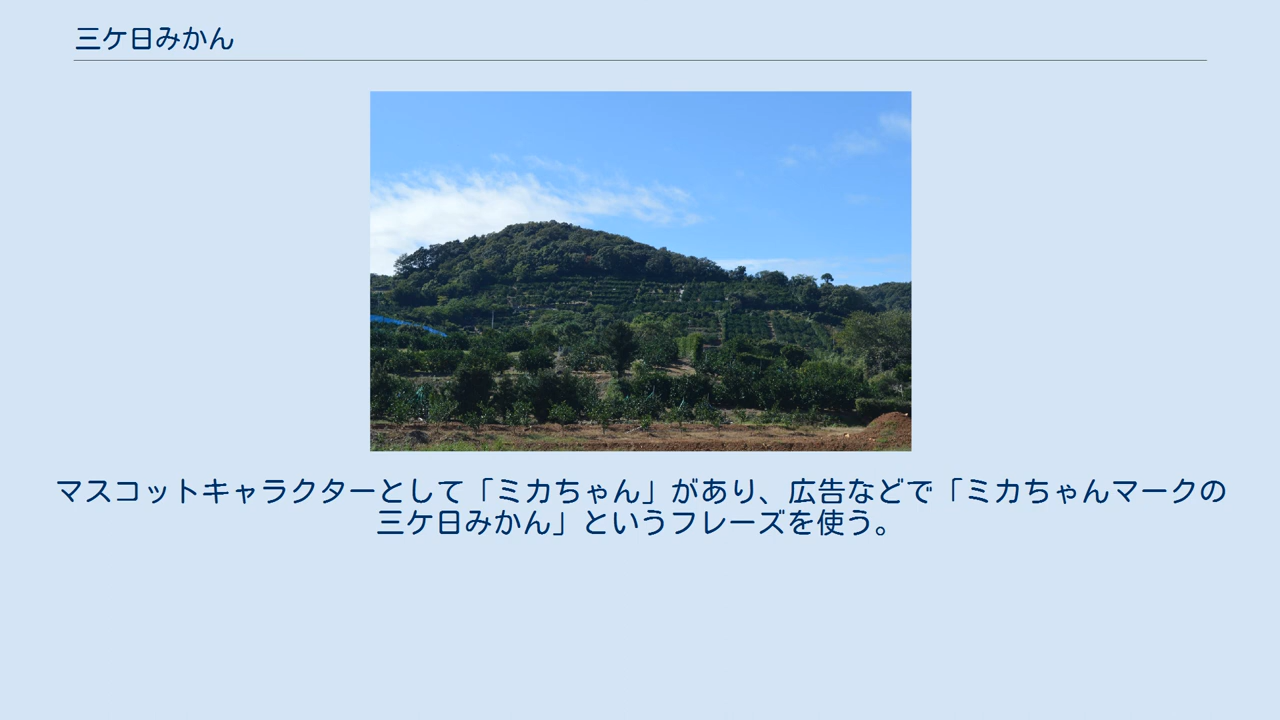 三ケ日みかん
マスコットキャラクターとして「ミカちゃん」があり、広告などで「ミカちゃんマークの
三ケ日みかん」というフレーズを使う。